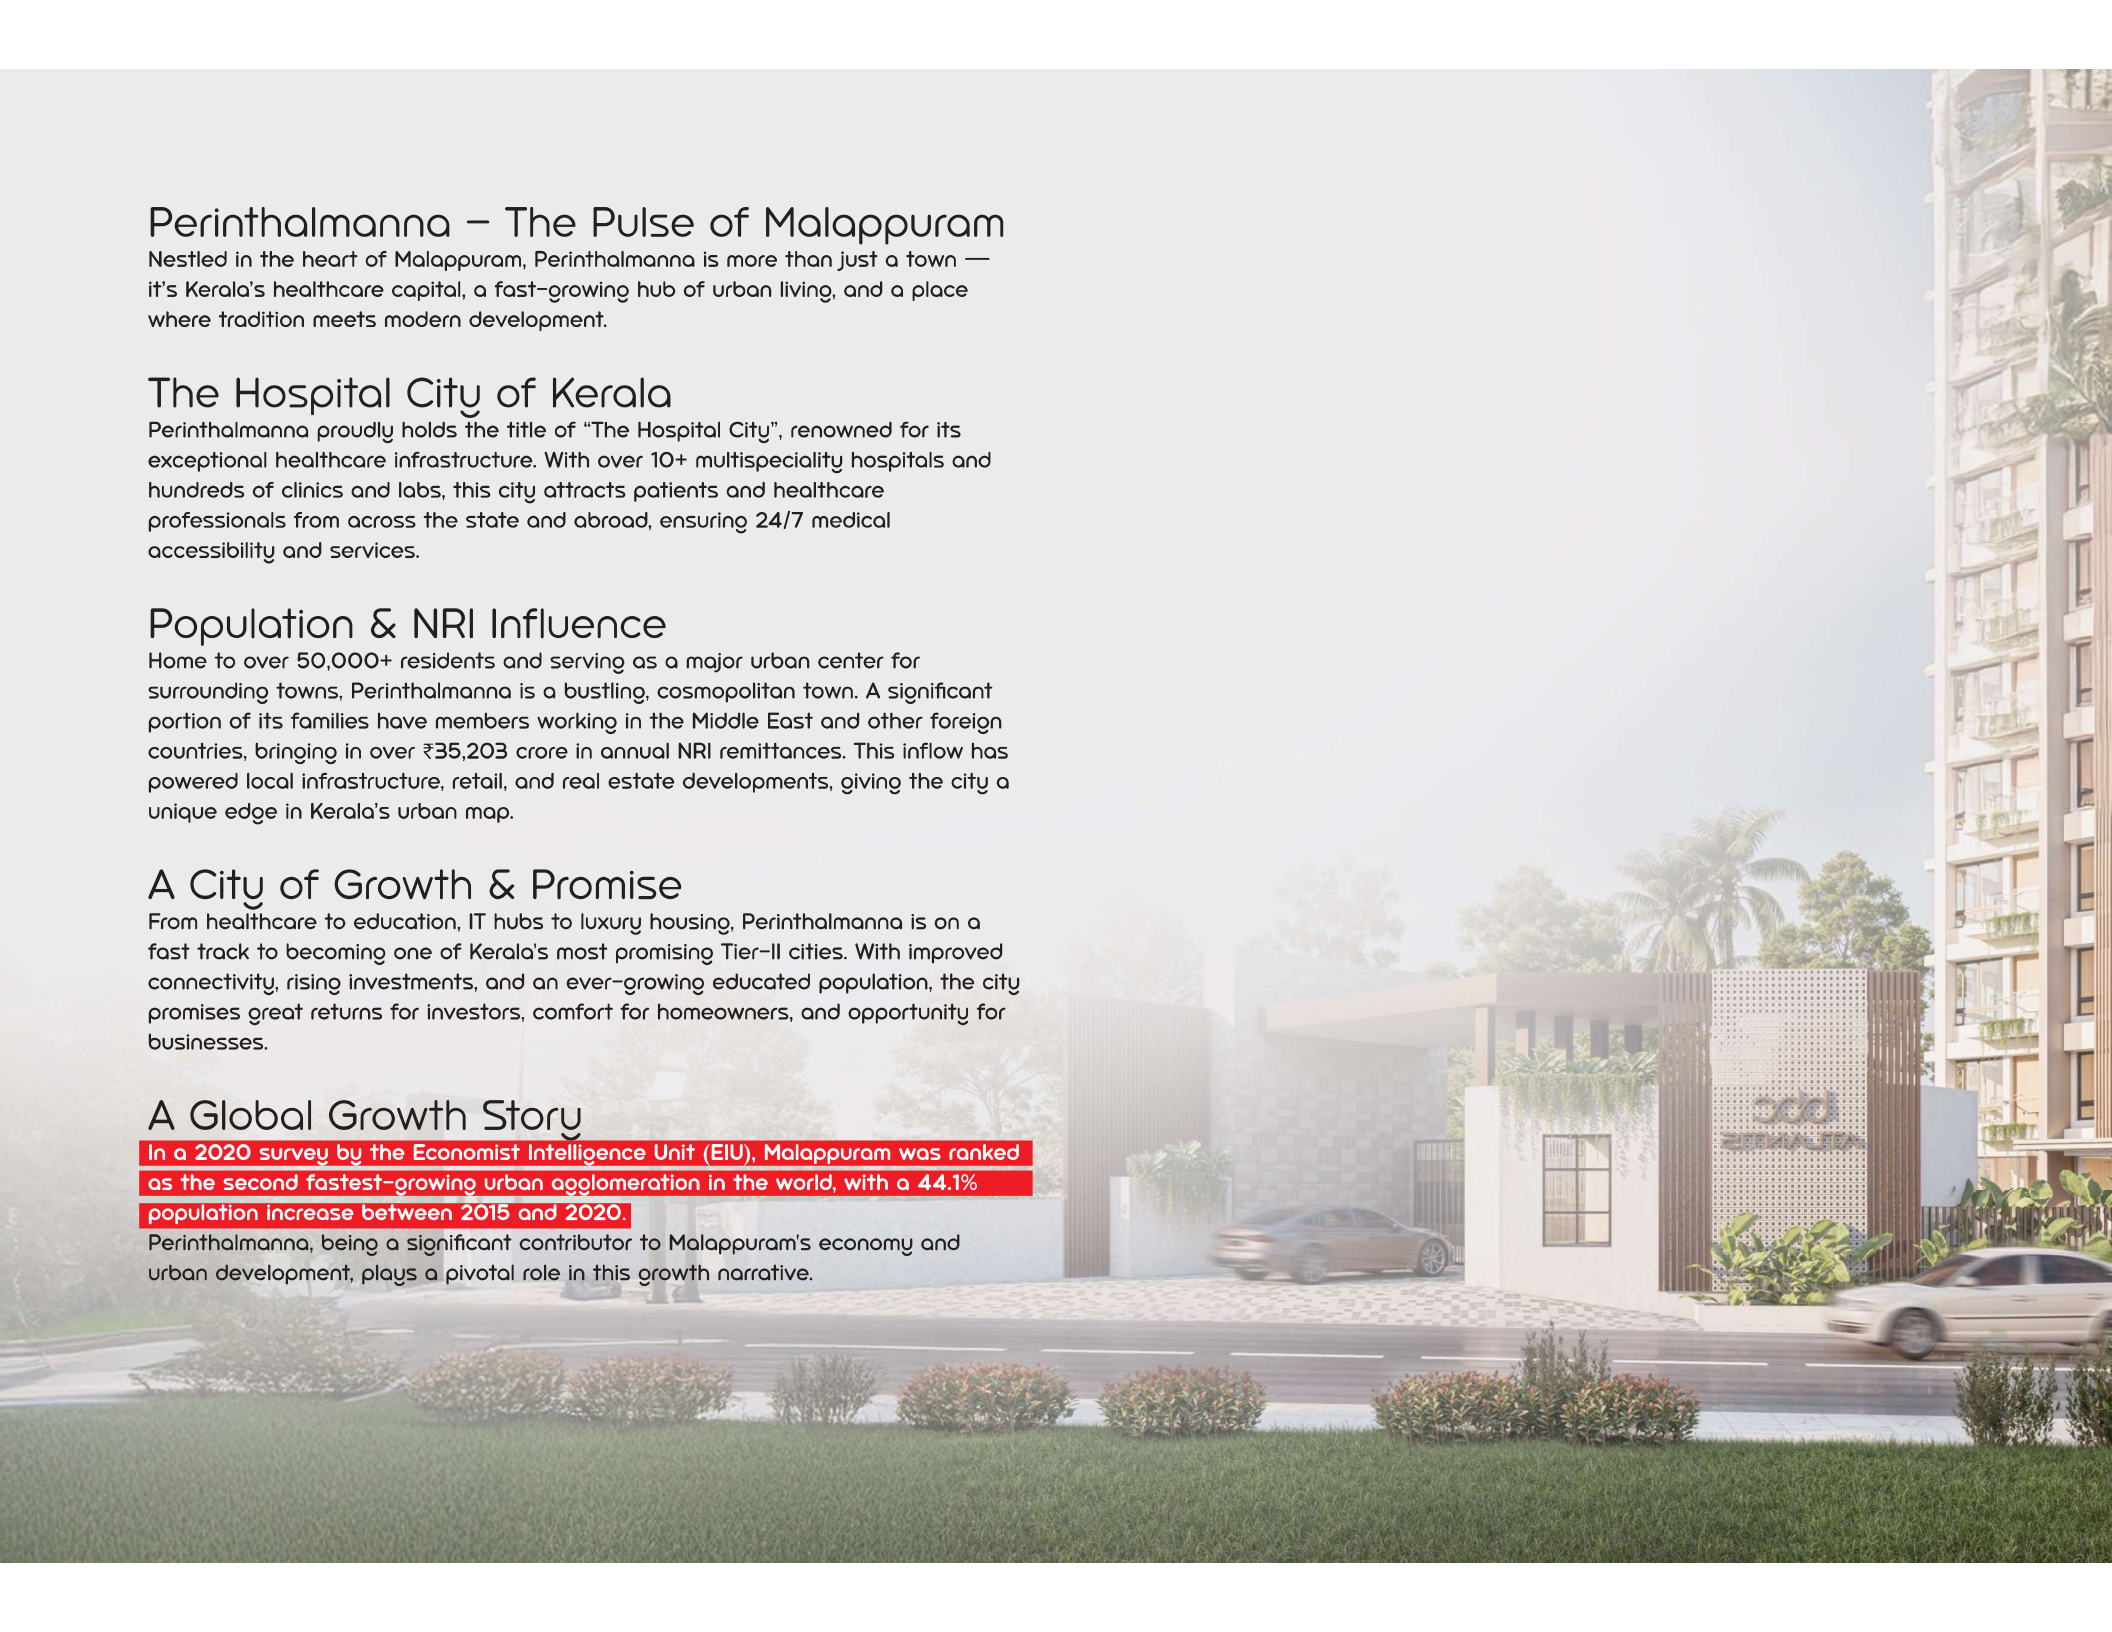 Perinthalmanna – The Pulse of Malappuram
Nestled in the heart of Malappuram, Perinthalmanna is more than just a town —
it's Kerala's healthcare capital, a fast-growing hub of urban living, and a place
where tradition meets modern development.
The Hospital City of Kerala
Perinthalmanna proudly holds the title of “The Hospital City”, renowned for its
exceptional healthcare infrastructure. With over 10+ multispeciality hospitals and
hundreds of clinics and labs, this city attracts patients and healthcare
professionals from across the state and abroad, ensuring 24/7 medical
accessibility and services.
Population & NRI Influence
Home to over 50,000+ residents and serving as a major urban center for
surrounding towns, Perinthalmanna is a bustling, cosmopolitan town. A significant
portion of its families have members working in the Middle East and other foreign
countries, bringing in over ₹35,203 crore in annual NRI remittances. This inflow has
powered local infrastructure, retail, and real estate developments, giving the city a
unique edge in Kerala's urban map.
A City of Growth & Promise
From healthcare to education, IT hubs to luxury housing, Perinthalmanna is on a
fast track to becoming one of Kerala's most promising Tier-II cities. With improved
connectivity, rising investments, and an ever-growing educated population, the city
promises great returns for investors, comfort for homeowners, and opportunity for
businesses.
A Global Growth Story
In a 2020 survey by the Economist Intelligence Unit (EIU), Malappuram was ranked
as the second fastest-growing urban agglomeration in the world, with a 44.1%
population increase between 2015 and 2020.
Perinthalmanna, being a significant contributor to Malappuram's economy and
urban development, plays a pivotal role in this growth narrative.